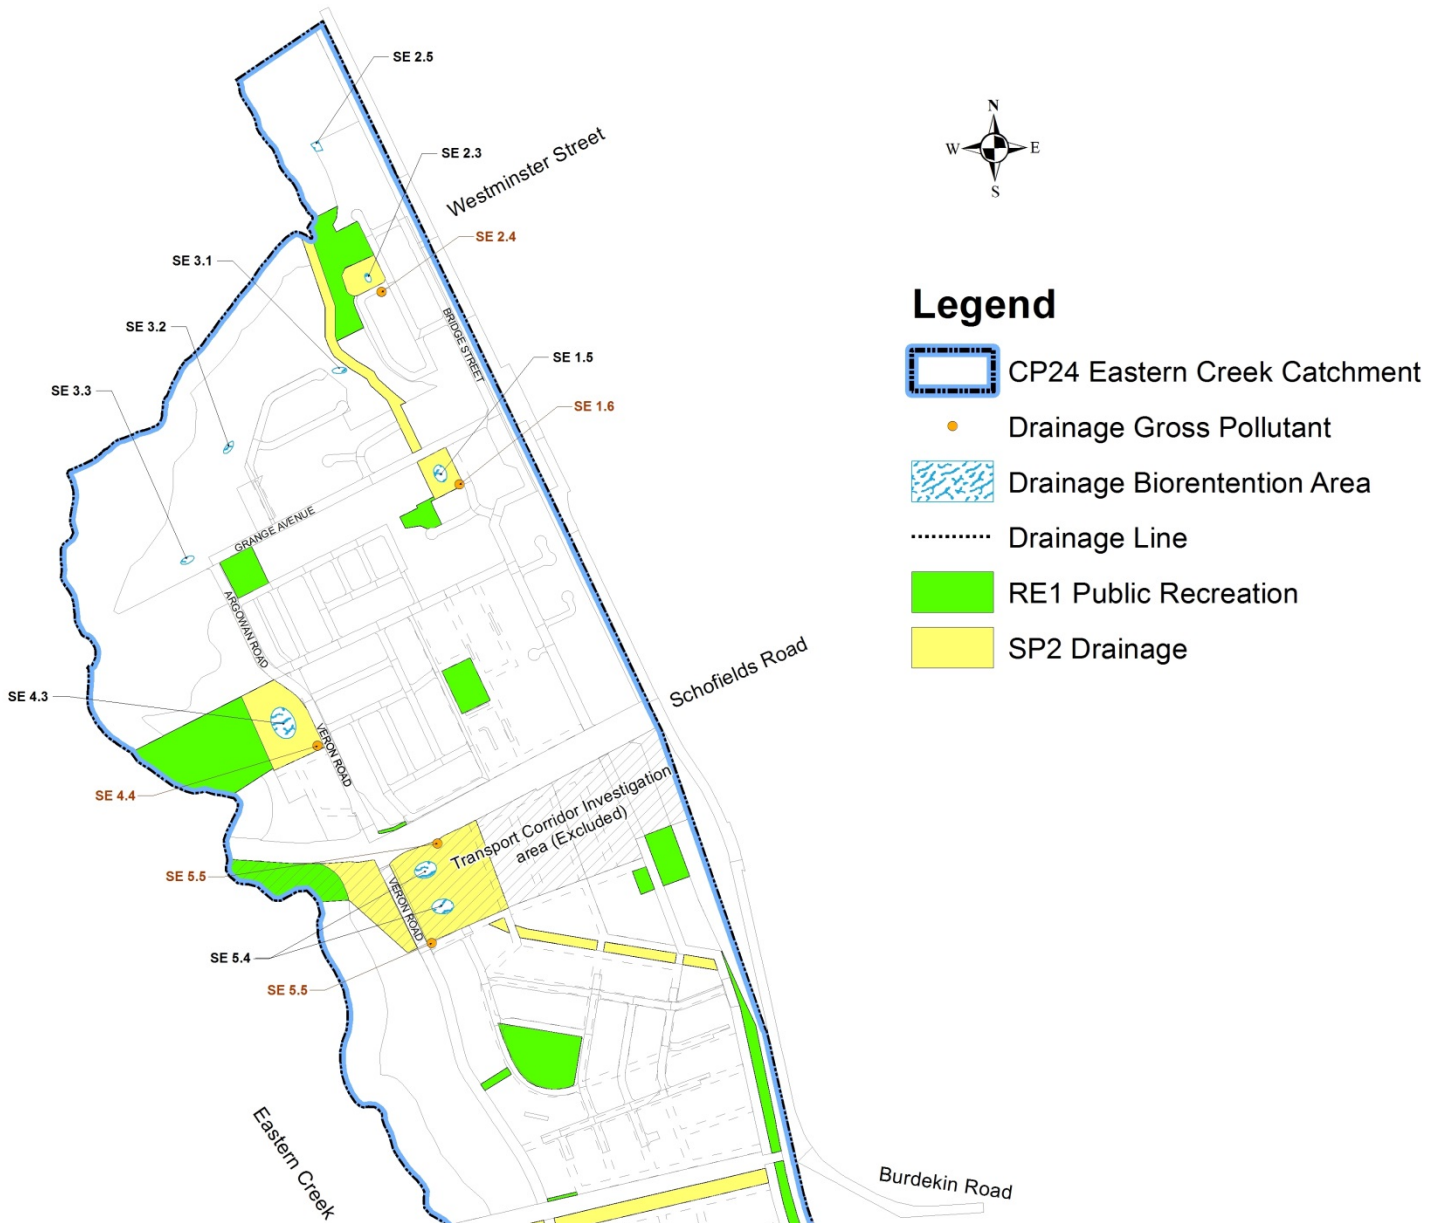 SE 2.5
N
W
E
S
Westminster Street
SE 2.3
SE 2.4
SE 3.1
SE 3.2
BRIDGE STREET
SE 1.5
SE 3.3
SE 1.6
GRANGE AVENUE
ARGOWAN ROAD
Schofields Road
SE 4.3
VERON ROAD
SE 4.4
Transport Corridor Investigation
area (Excluded)
SE 5.5
VERON ROAD
SE 5.4
SE 5.5
Eastern Creek
Burdekin Road
Legend
CP24 Eastern Creek Catchment
Drainage Gross Pollutant
Drainage Biorentention Area
Drainage Line
RE1 Public Recreation
SP2 Drainage